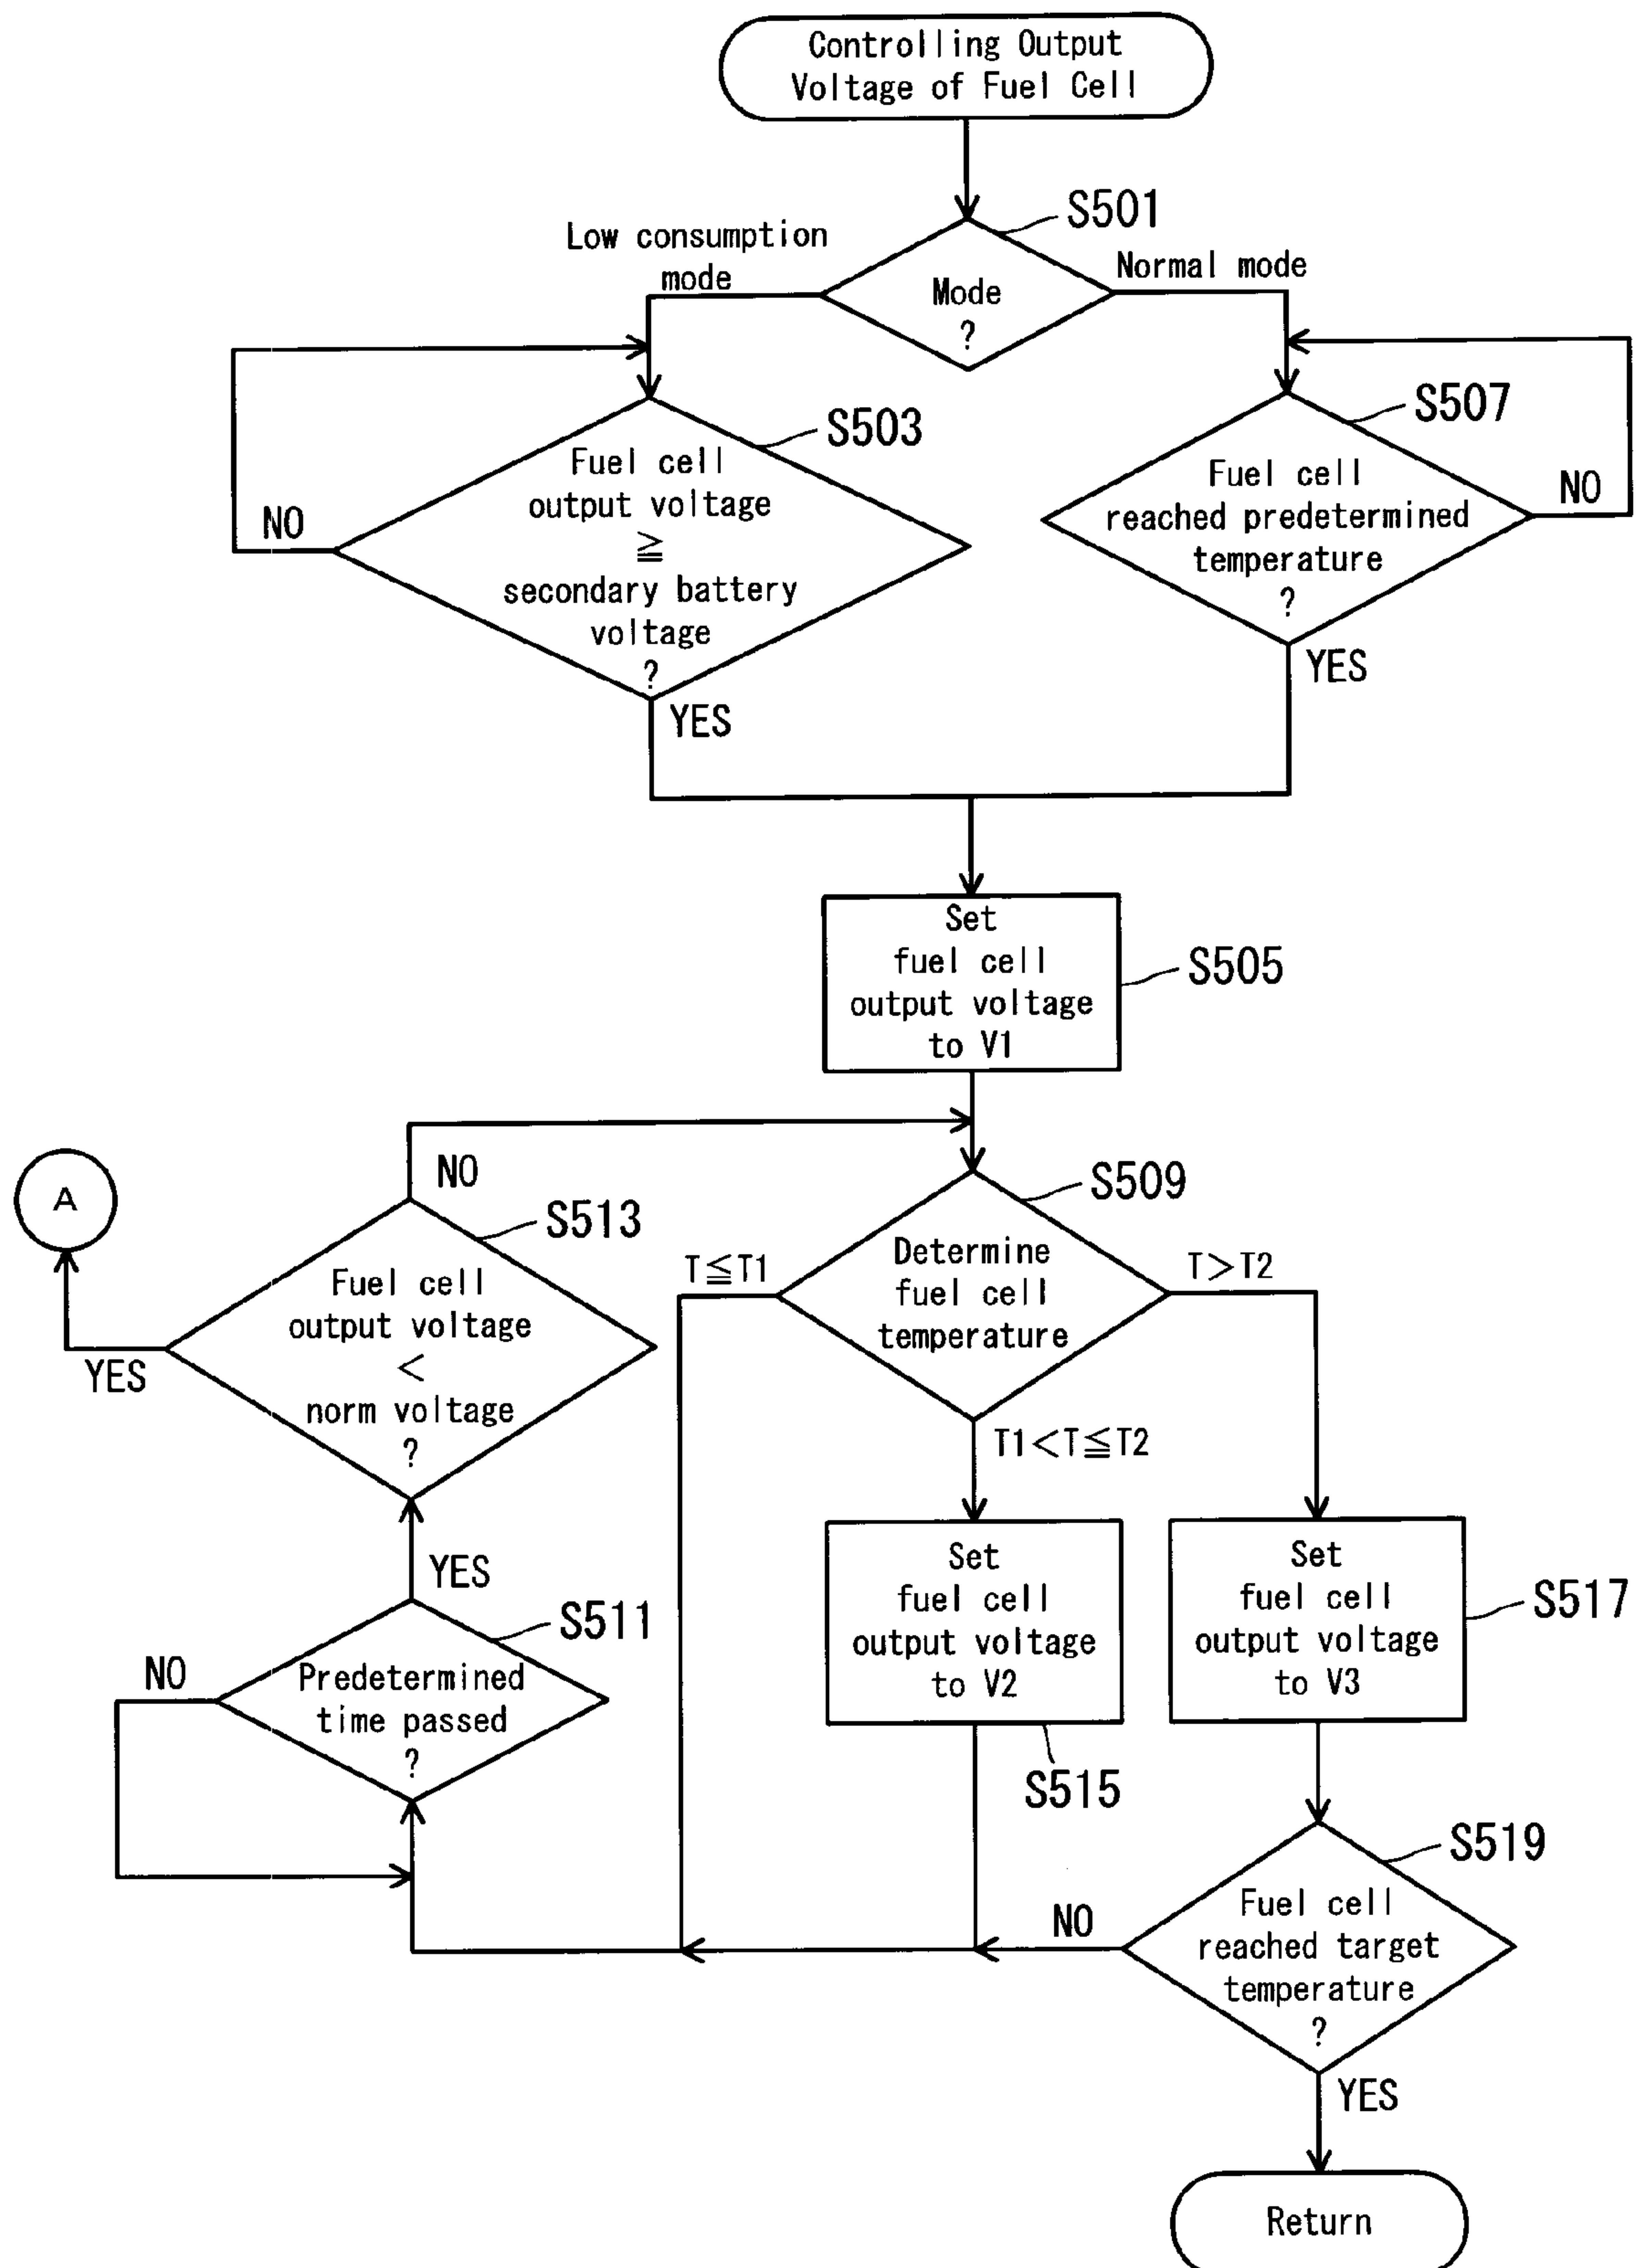 Controlling Output
Voltage of Fuel Cell
S501
Low consumption
mode
Normal mode
Mode
?
S503
S507
Fuel cell
output voltage
≧
secondary battery
voltage
?
NO
YES
Fuel cell
reached predetermined
temperature
?
NO
YES
Set
fuel cell
output voltage
to V1
S505
A
NO
S513
Fuel cell
output voltage
<
norm voltage
?
YES
S509
Determine
fuel cell
temperature
T≦T1
T>T2
T1<T≦T2
YES
S511
Predetermined
time passed
?
NO
Set
fuel cell
output voltage
to V2
S515
Set
fuel cell
output voltage
to V3
S517
S519
Fuel cell
reached target
temperature
?
NO
YES
Return